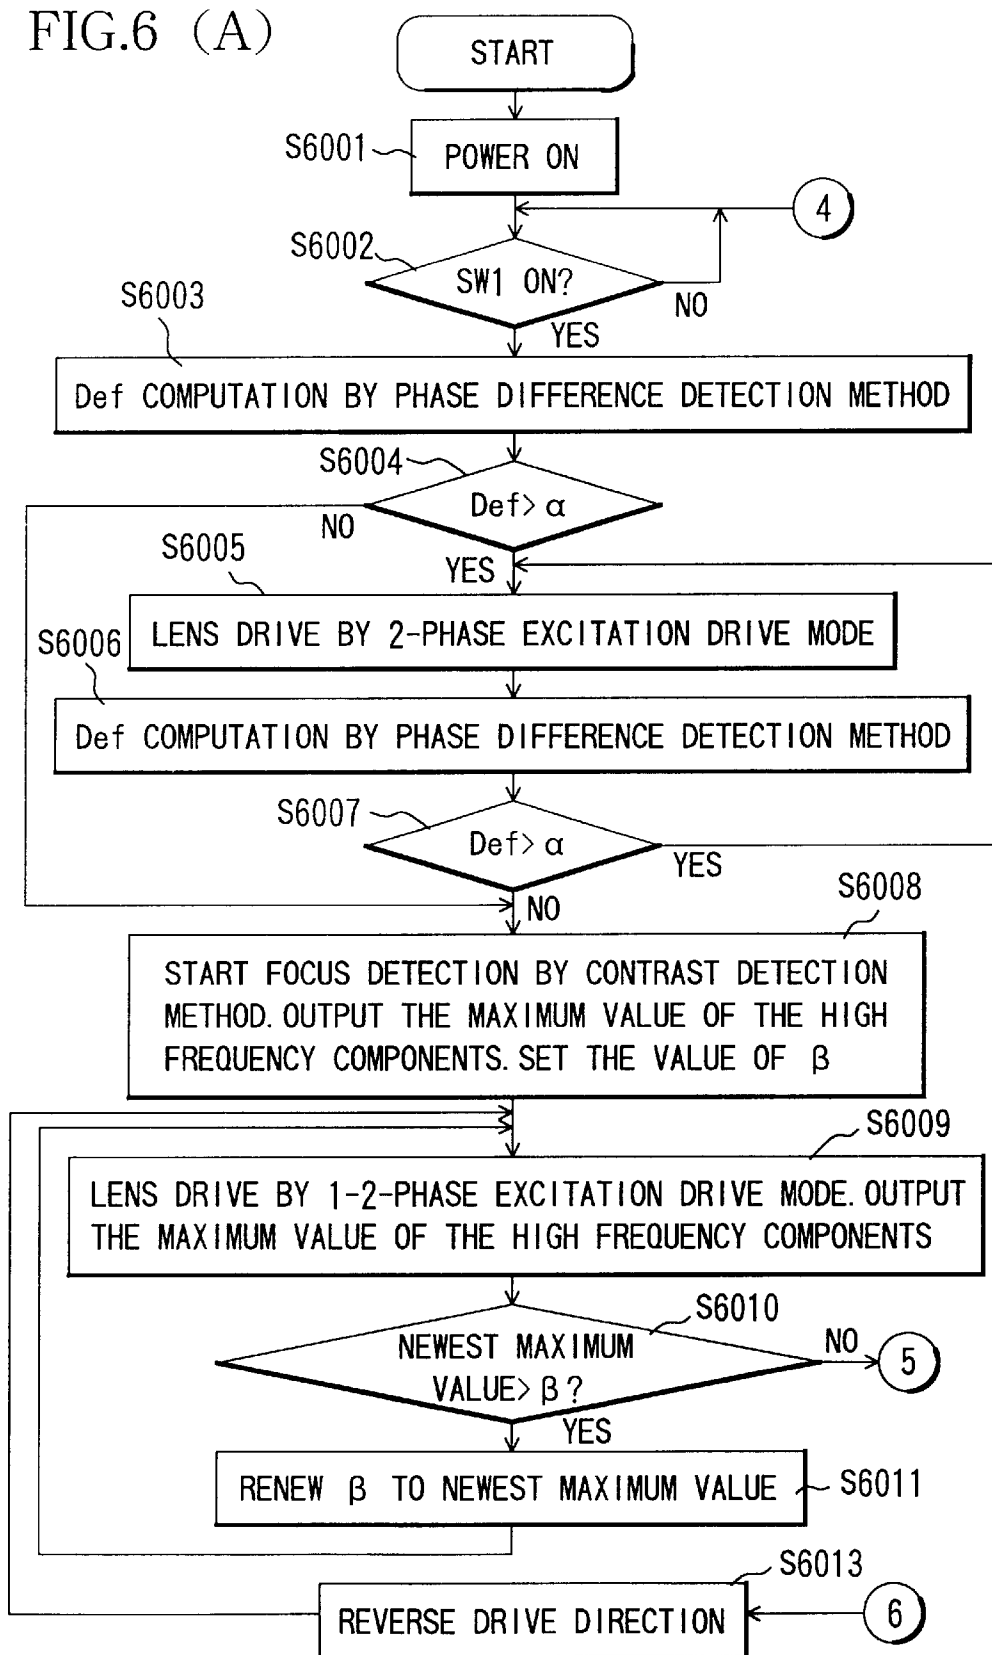 FIG.6 (A)
START
S6001
POWER ON
4
S6002
SW1 ON?
NO
YES
S6003
Def COMPUTATION BY PHASE DIFFERENCE DETECTION METHOD
S6004
Def> α
NO
YES
S6005
LENS DRIVE BY 2-PHASE EXCITATION DRIVE MODE
S6006
Def COMPUTATION BY PHASE DIFFERENCE DETECTION METHOD
S6007
Def> α
YES
NO
S6008
START FOCUS DETECTION BY CONTRAST DETECTION
METHOD. OUTPUT THE MAXIMUM VALUE OF THE HIGH
FREQUENCY COMPONENTS. SET THE VALUE OF β
S6009
LENS DRIVE BY 1-2-PHASE EXCITATION DRIVE MODE. OUTPUT
THE MAXIMUM VALUE OF THE HIGH FREQUENCY COMPONENTS
S6010
NEWEST MAXIMUM
VALUE> β?
NO
5
YES
RENEW β TO NEWEST MAXIMUM VALUE
S6011
S6013
REVERSE DRIVE DIRECTION
6